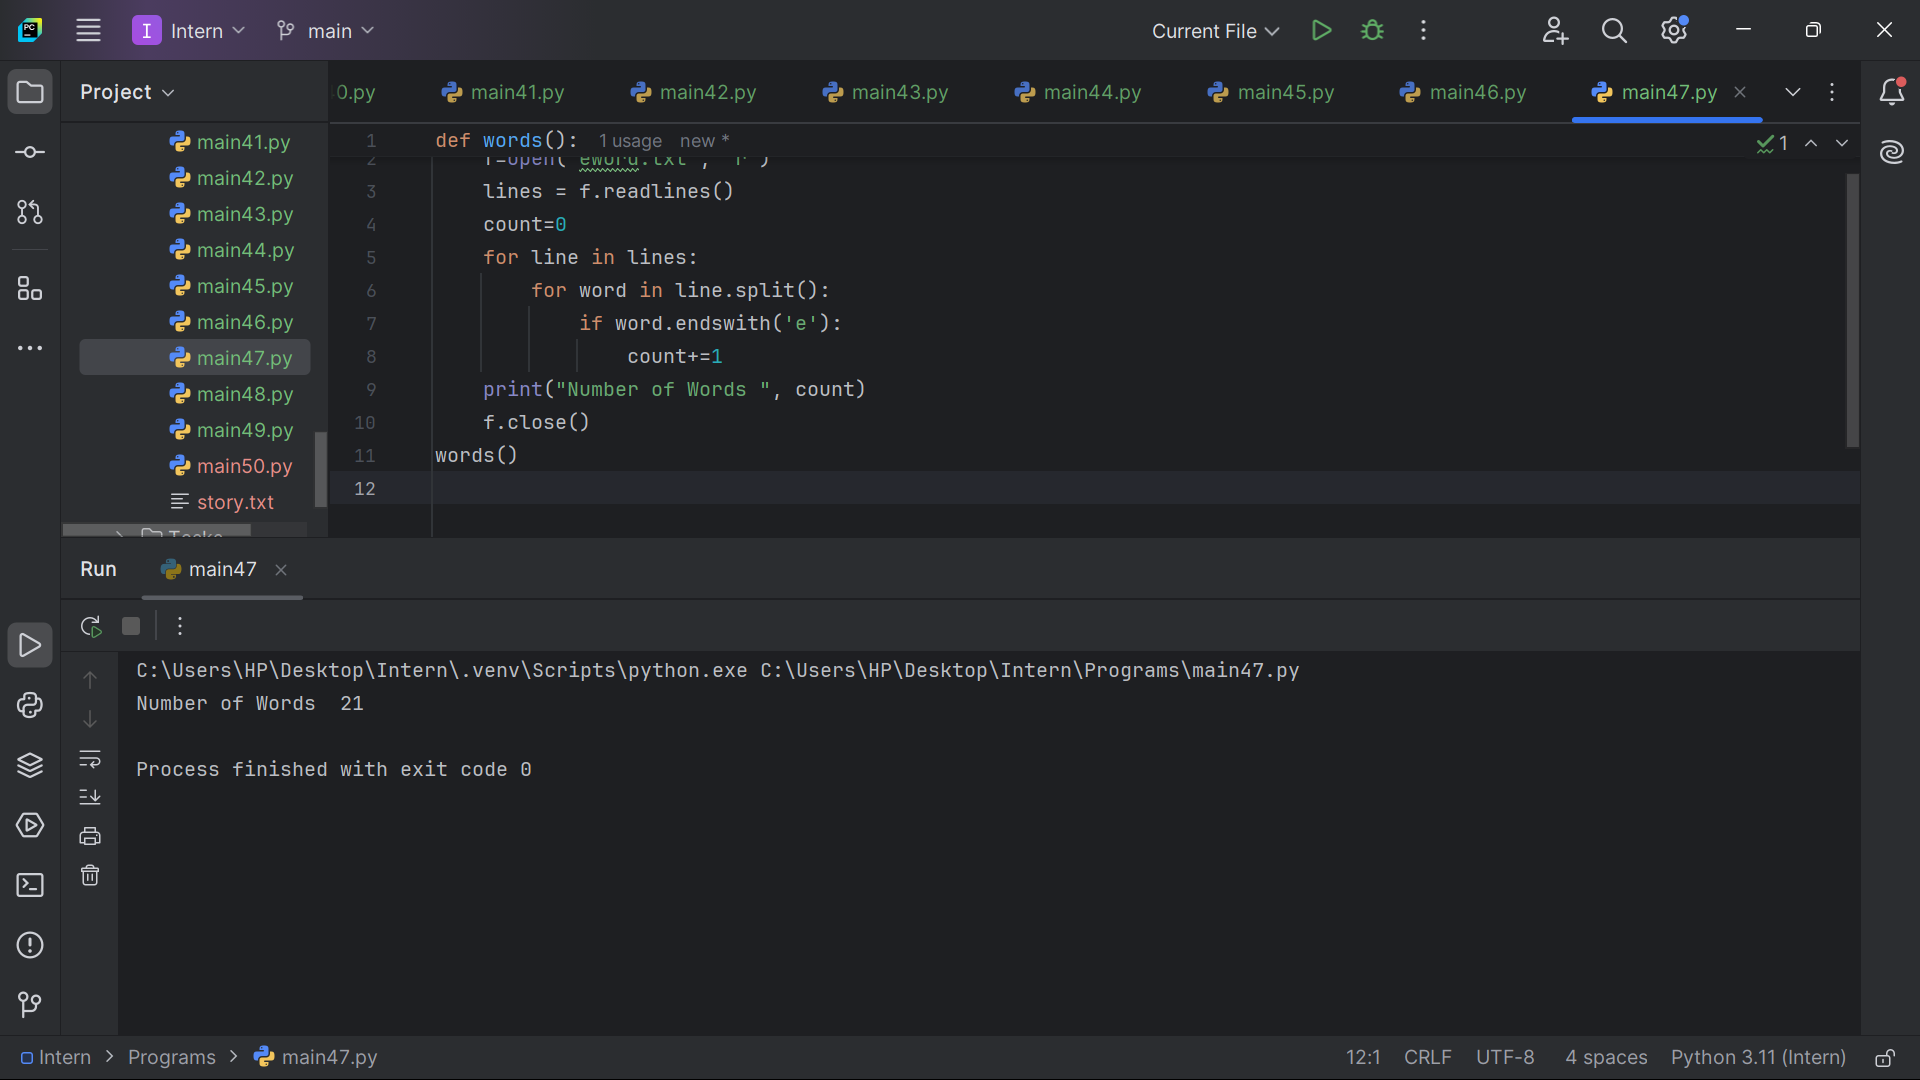 PC
I Intern main Current File
Project
0.py main41.py main42.py main43.py main44.py main45.py main46.py main47.py
main41.py
main42.py
main43.py
main44.py
main45.py
main46.py
main47.py
main48.py
main49.py
main50.py
story.txt
1 def words(): 1 usage new *
1
2 f=open("eword.txt", "r")
3 lines = f.readlines()
4 count=0
5 for line in lines:
6 for word in line.split():
7 if word.endswith('e'):
8 count+=1
9 print("Number of Words ", count)
10 f.close()
11 words()
12
Run main47
C:\Users\HP\Desktop\Intern\.venv\Scripts\python.exe C:\Users\HP\Desktop\Intern\Programs\main47.py
Number of Words  21
Process finished with exit code 0
Intern > Programs > main47.py
12:1 CRLF UTF-8 4 spaces Python 3.11 (Intern)